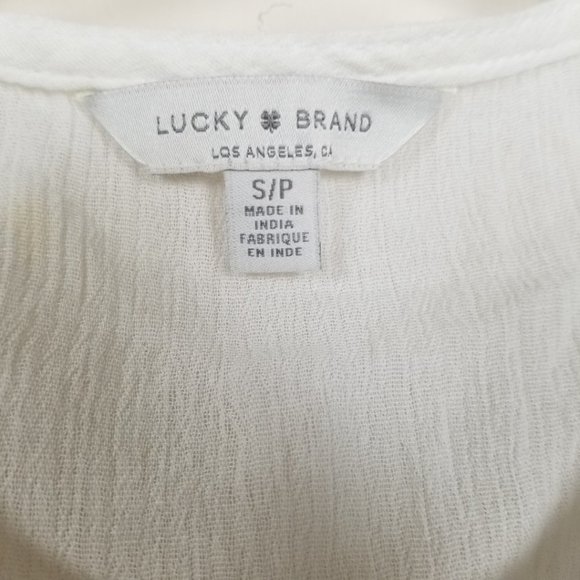 LUCKY BRAND
LOS ANGELES, CA
S/P
MADE IN
INDIA
FABRIQUE
EN INDE